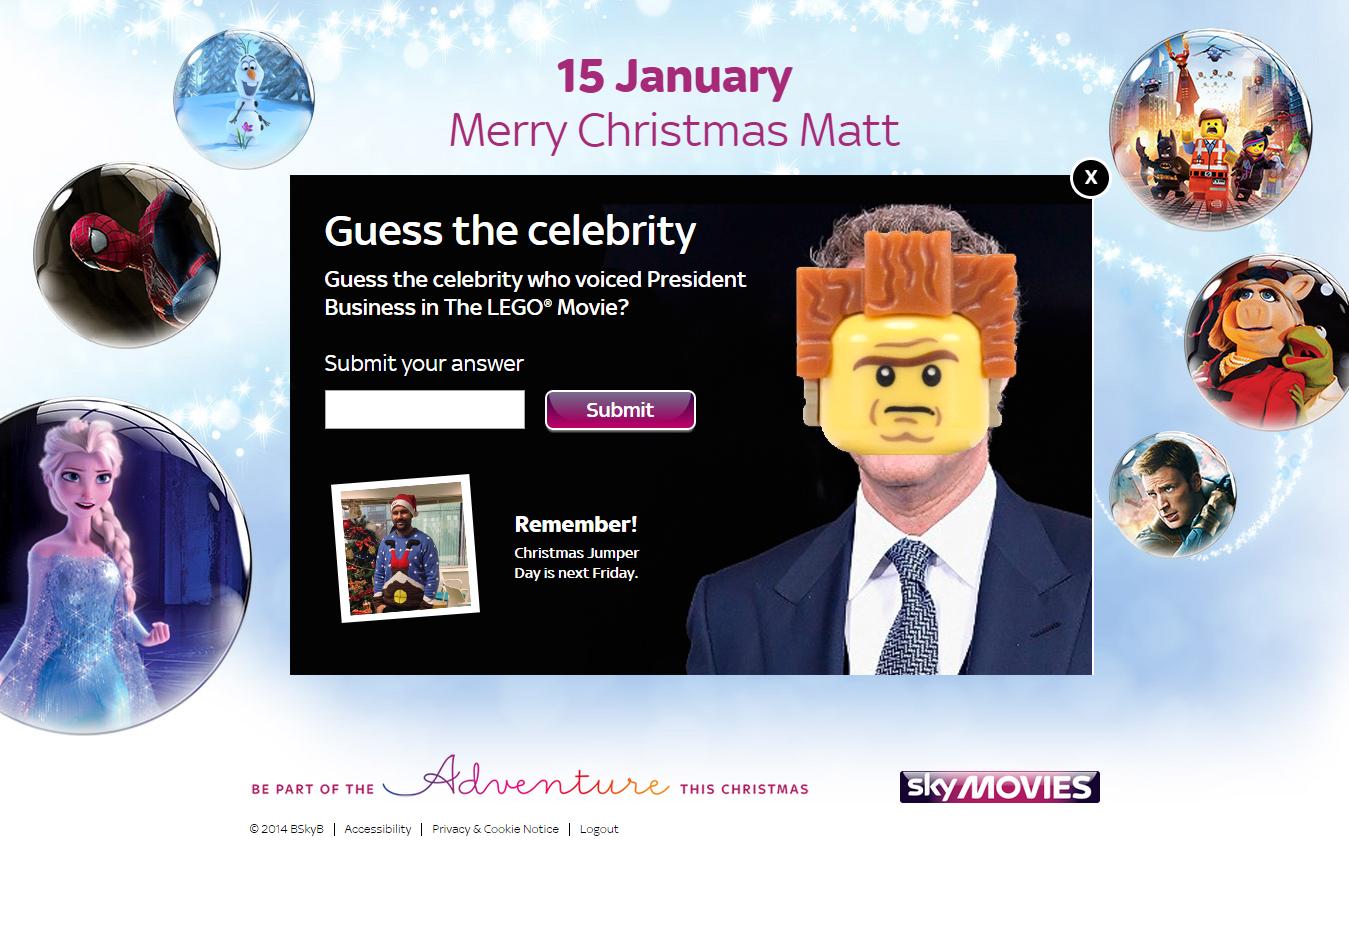 15 January
Merry Christmas Matt
X
Guess the celebrity
Guess the celebrity who voiced President
Business in The LEGO® Movie?
Submit your answer
Submit
Remember!
Christmas Jumper
Day is next Friday.
BE PART OF THE Adventure THIS CHRISTMAS
sky MOVIES
© 2014 BSkyB | Accessibility | Privacy & Cookie Notice | Logout